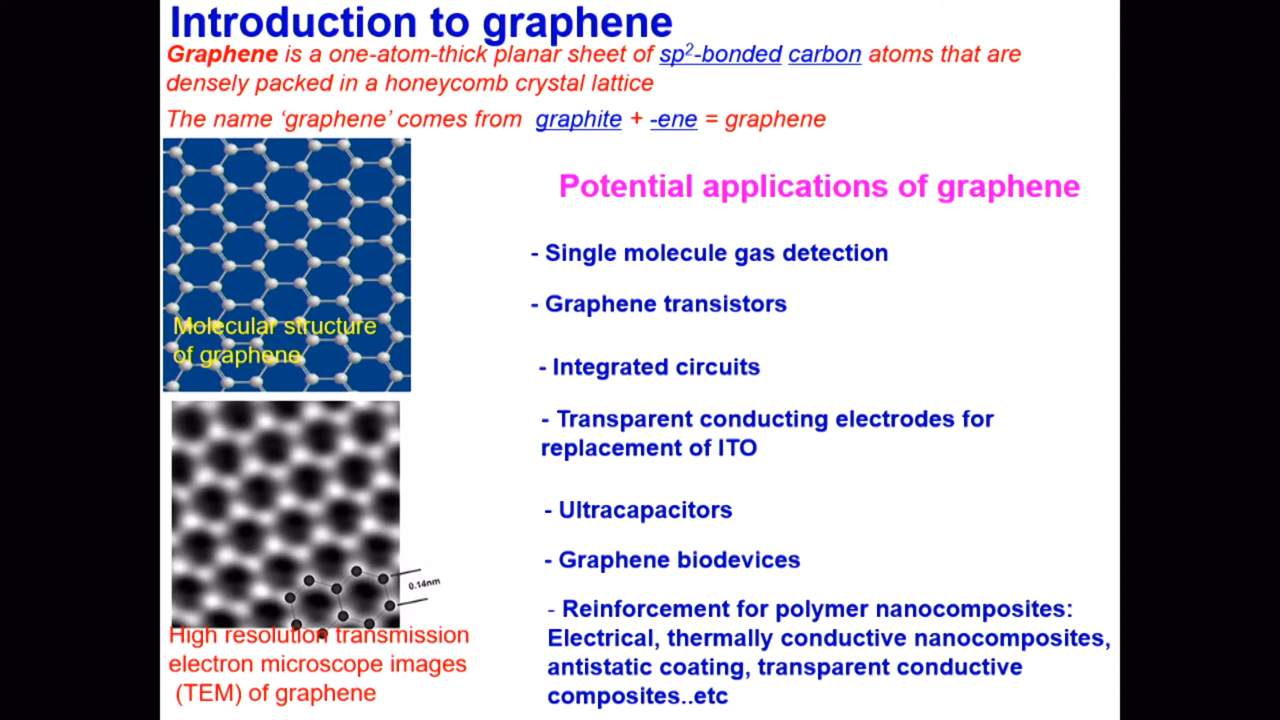 Introduction to graphene
Graphene is a one-atom-thick planar sheet of sp²-bonded carbon atoms that are
densely packed in a honeycomb crystal lattice
The name ‘graphene’ comes from graphite + -ene = graphene
Molecular structure
of graphene
0.14nm
High resolution transmission
electron microscope images
(TEM) of graphene
Potential applications of graphene
- Single molecule gas detection
- Graphene transistors
- Integrated circuits
- Transparent conducting electrodes for
replacement of ITO
- Ultracapacitors
- Graphene biodevices
- Reinforcement for polymer nanocomposites:
Electrical, thermally conductive nanocomposites,
antistatic coating, transparent conductive
composites..etc